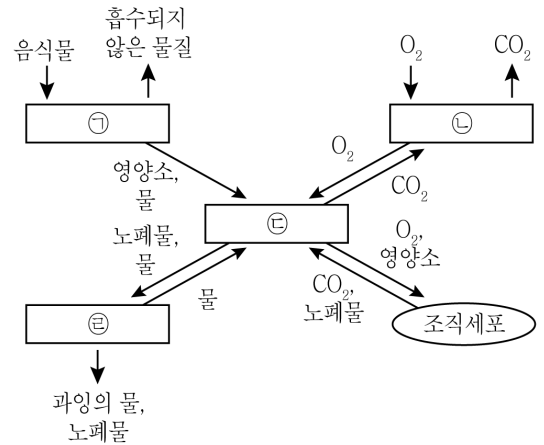 흡수되지
않은 물질
음식물
O₂
CO₂
㉠
㉡
영양소,
물
O₂
CO₂
㉢
노폐물,
물
물
O₂,
영양소
CO₂,
노폐물
㉣
조직세포
과잉의 물,
노폐물